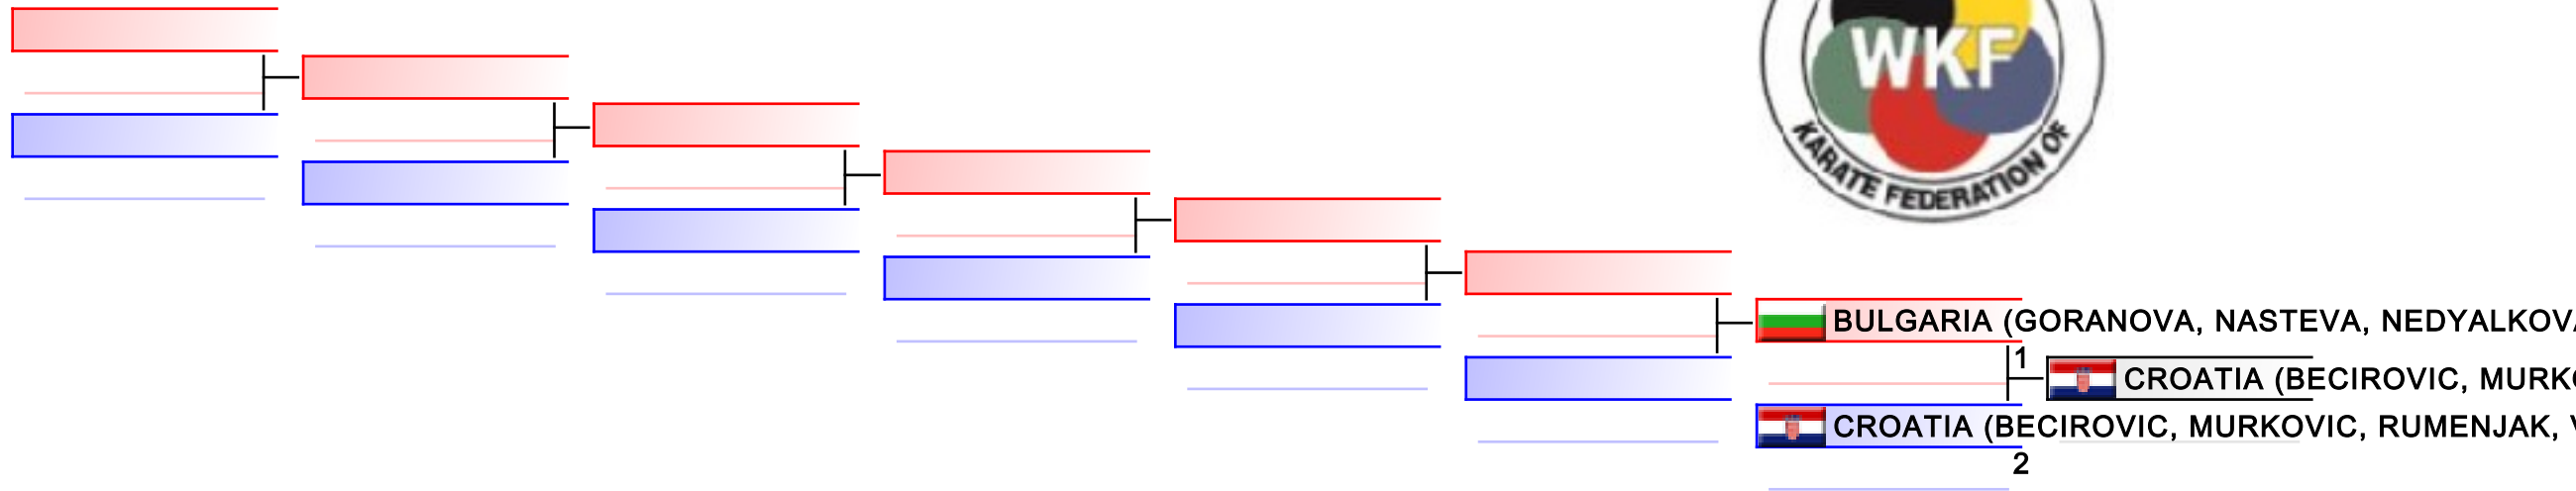 WKF
KARATE FEDERATION OF
BULGARIA (GORANOVA, NASTEVA, NEDYALKOVA
1
CROATIA (BECIROVIC, MURKO
CROATIA (BECIROVIC, MURKOVIC, RUMENJAK, V
2